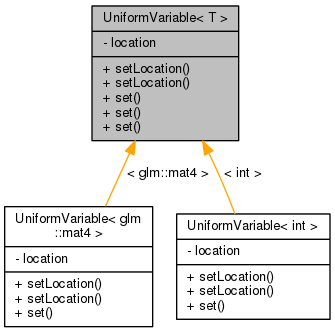 UniformVariable< T >
- location
+ setLocation()
+ setLocation()
+ set()
+ set()
+ set()
< glm::mat4 >
< int >
UniformVariable< glm
::mat4 >
- location
+ setLocation()
+ setLocation()
+ set()
UniformVariable< int >
- location
+ setLocation()
+ setLocation()
+ set()